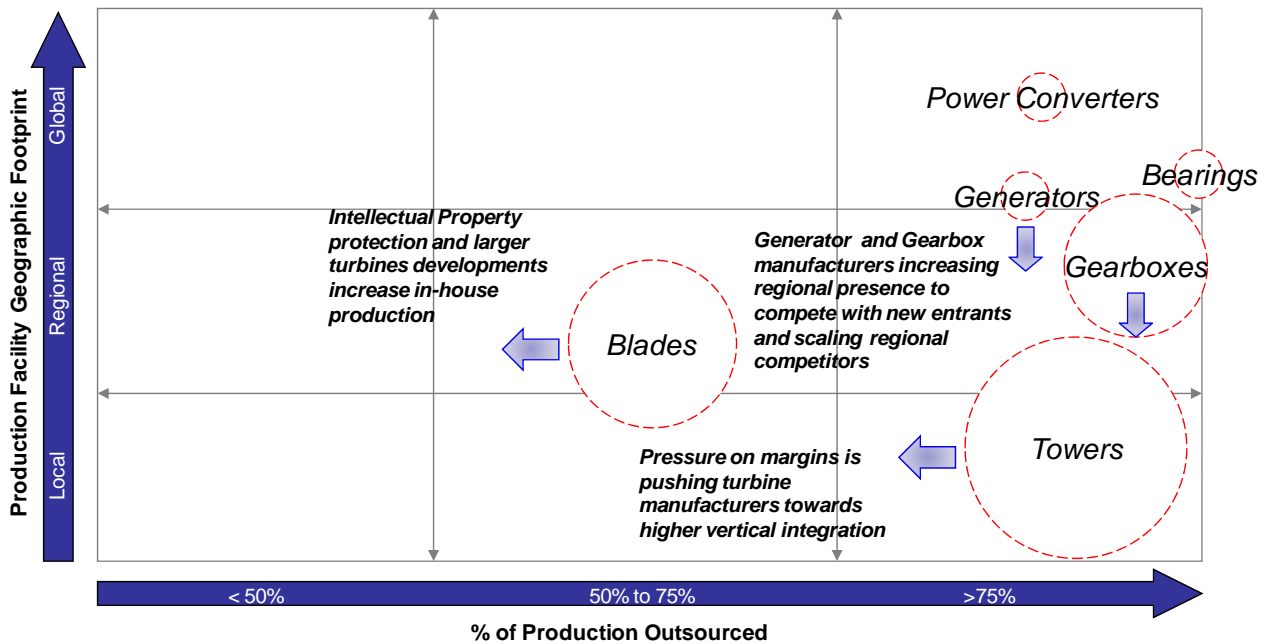 Production Facility Geographic Footprint
Global
Regional
Local
Power Converters
Bearings
Generators
Gearboxes
Intellectual Property
protection and larger
turbines developments
increase in-house
production
Generator and Gearbox
manufacturers increasing
regional presence to
compete with new entrants
and scaling regional
competitors
Blades
Towers
Pressure on margins is
pushing turbine
manufacturers towards
higher vertical integration
< 50%
50% to 75%
>75%
% of Production Outsourced